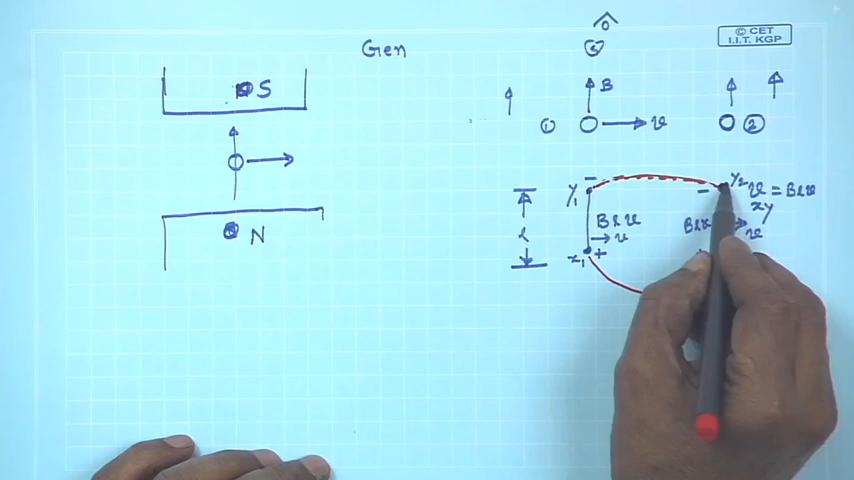 Gen
© CET
I.I.T. KGP
S
B
①
v
②
N
y₁
l
x₁
Blv
v
+
−
−
y₂
v = Blv
xy
Blv
v